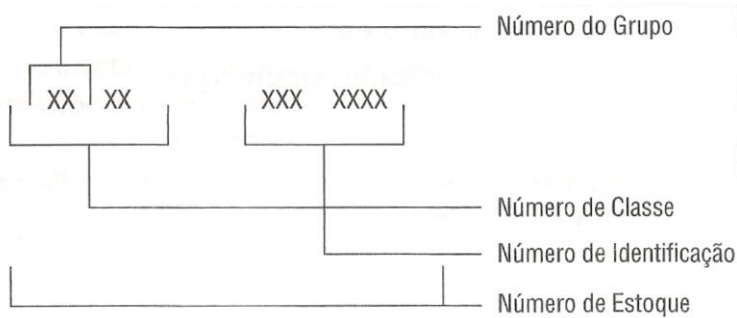 Número do Grupo
XX XX XXX XXXX
Número de Classe
Número de Identificação
Número de Estoque